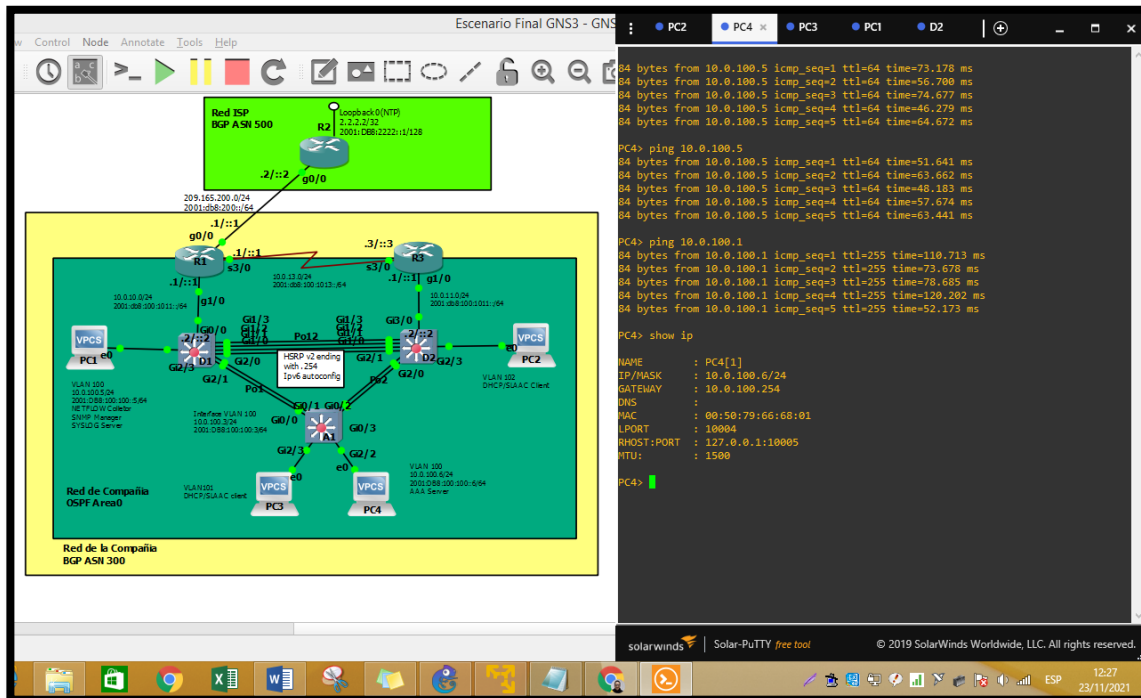 Escenario Final GNS3 - GNS
w Control Node Annotate Tools Help
Red ISP
BGP ASN 500
R2
Loopback 0(NTP)
2.2.2.2/32
2001:DB8:2222::1/128
.2/::2
g0/0
209.165.200.0/24
2001:db8:200::/64
.1/::1
g0/0
R1
.1/::1
s3/0
.3/::3
s3/0
R3
.1/::1
g1/0
10.0.13.0/24
2001:db8:100:1013::/64
.1/::1
g1/0
10.0.10.0/24
2001:db8:100:1011::/64
10.0.11.0/24
2001:db8:100:1011::/64
Gi0/0
Gi1/3
Gi1/2
Gi1/1
Gi1/0
Po12
Gi1/3
Gi1/2
Gi1/1
Gi1/0
Gi3/0
VPCS
PC1
e0
.2/::2
D1
Gi2/3
Gi2/0
Gi2/1
HSRP v2 ending
with .254
Ipv6 autoconfig
Gi2/1
.2/::2
D2
Gi2/3
Gi2/0
e0
VPCS
PC2
VLAN 100
10.0.100.5/24
2001:DB8:100:100::5/64
NETFLOW Colletor
SNMP Manager
SYSLOG Server
VLAN 102
DHCP/SLAAC Client
Po1
Po2
Interface VLAN 100
10.0.100.3/24
2001:DB8:100:100:3/64
Gi0/1
Gi0/2
Gi0/0
Gi0/3
A1
Gi2/3
Gi2/2
e0
e0
VLAN 100
10.0.100.6/24
2001:DB8:100:100::6/64
AAA Server
VLAN101
DHCP/SLAAC client
VPCS
PC3
VPCS
PC4
Red de Compañia
OSPF Area0
Red de la Compañia
BGP ASN 300
PC2 PC4 PC3 PC1 D2
84 bytes from 10.0.100.5 icmp_seq=1 ttl=64 time=73.178 ms
84 bytes from 10.0.100.5 icmp_seq=2 ttl=64 time=56.700 ms
84 bytes from 10.0.100.5 icmp_seq=3 ttl=64 time=74.677 ms
84 bytes from 10.0.100.5 icmp_seq=4 ttl=64 time=46.279 ms
84 bytes from 10.0.100.5 icmp_seq=5 ttl=64 time=64.672 ms
PC4> ping 10.0.100.5
84 bytes from 10.0.100.5 icmp_seq=1 ttl=64 time=51.641 ms
84 bytes from 10.0.100.5 icmp_seq=2 ttl=64 time=63.662 ms
84 bytes from 10.0.100.5 icmp_seq=3 ttl=64 time=48.183 ms
84 bytes from 10.0.100.5 icmp_seq=4 ttl=64 time=57.674 ms
84 bytes from 10.0.100.5 icmp_seq=5 ttl=64 time=63.441 ms
PC4> ping 10.0.100.1
84 bytes from 10.0.100.1 icmp_seq=1 ttl=255 time=110.713 ms
84 bytes from 10.0.100.1 icmp_seq=2 ttl=255 time=73.678 ms
84 bytes from 10.0.100.1 icmp_seq=3 ttl=255 time=78.685 ms
84 bytes from 10.0.100.1 icmp_seq=4 ttl=255 time=120.202 ms
84 bytes from 10.0.100.1 icmp_seq=5 ttl=255 time=52.173 ms
PC4> show ip
NAME : PC4[1]
IP/MASK : 10.0.100.6/24
GATEWAY : 10.0.100.254
DNS :
MAC : 00:50:79:66:68:01
LPORT : 10004
RHOST:PORT : 127.0.0.1:10005
MTU: : 1500
PC4>
solarwinds Solar-PuTTY free tool © 2019 SolarWinds Worldwide, LLC. All rights reserved.
ESP
12:27
23/11/2021